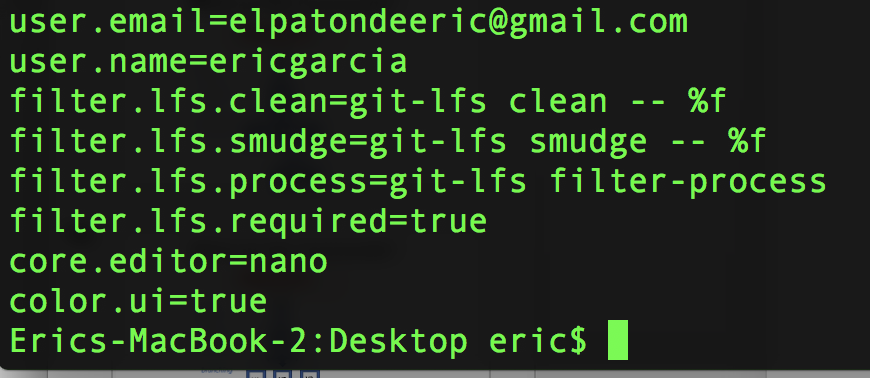 user.email=elpatondeeric@gmail.com
user.name=ericgarcia
filter.lfs.clean=git-lfs clean -- %f
filter.lfs.smudge=git-lfs smudge -- %f
filter.lfs.process=git-lfs filter-process
filter.lfs.required=true
core.editor=nano
color.ui=true
Erics-MacBook-2:Desktop eric$